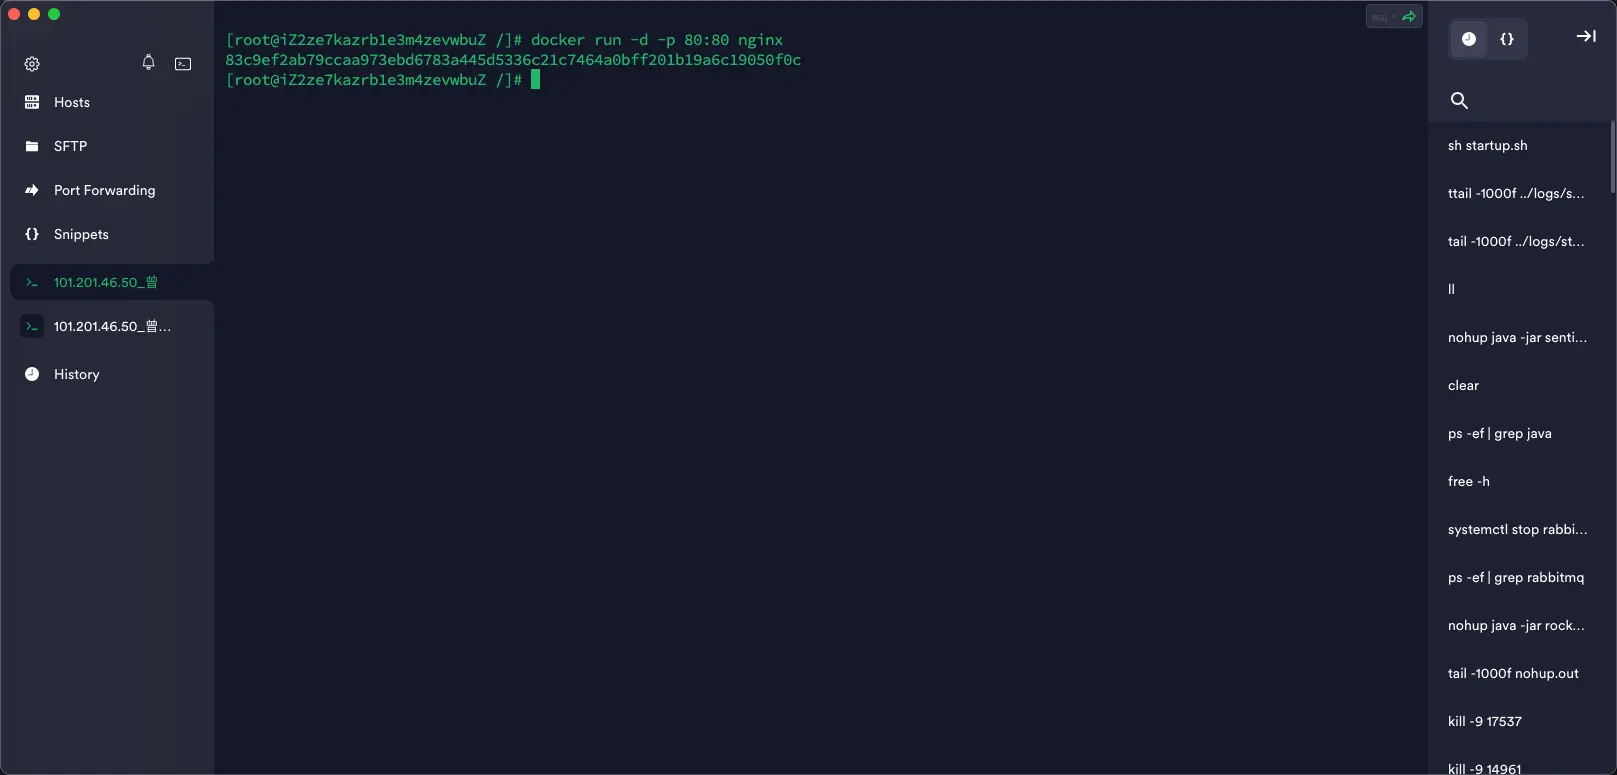 [root@iZ2ze7kazrb1e3m4zevwbuZ /]# docker run -d -p 80:80 nginx
83c9ef2ab79ccaa973ebd6783a445d5336c21c7464a0bff201b19a6c19050f0c
[root@iZ2ze7kazrb1e3m4zevwbuZ /]#
Hosts
SFTP
Port Forwarding
Snippets
101.201.46.50_曾
101.201.46.50_曾...
History
sh startup.sh
ttail -1000f ../logs/s...
tail -1000f ../logs/st...
ll
nohup java -jar senti...
clear
ps -ef | grep java
free -h
systemctl stop rabbi...
ps -ef | grep rabbitmq
nohup java -jar rock...
tail -1000f nohup.out
kill -9 17537
kill -9 14961